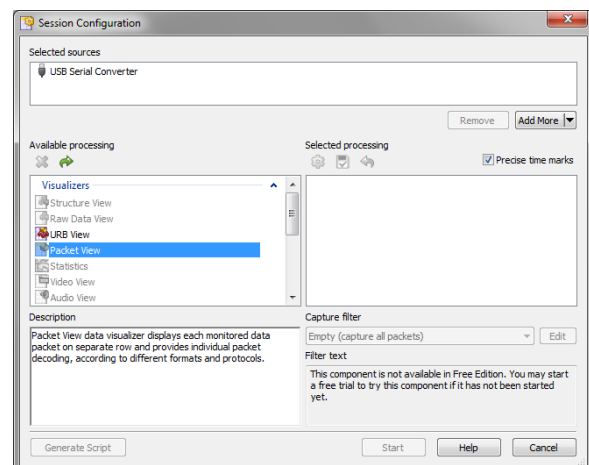 Session Configuration
Selected sources
USB Serial Converter
Remove
Add More
Available processing
Selected processing
Precise time marks
Visualizers
Structure View
Raw Data View
URB View
Packet View
Statistics
Video View
Audio View
Description
Capture filter
Packet View data visualizer displays each monitored data
packet on separate row and provides individual packet
decoding, according to different formats and protocols.
Empty (capture all packets)
Edit
Filter text
This component is not available in Free Edition. You may start
a free trial to try this component if it has not been started
yet.
Generate Script
Start
Help
Cancel